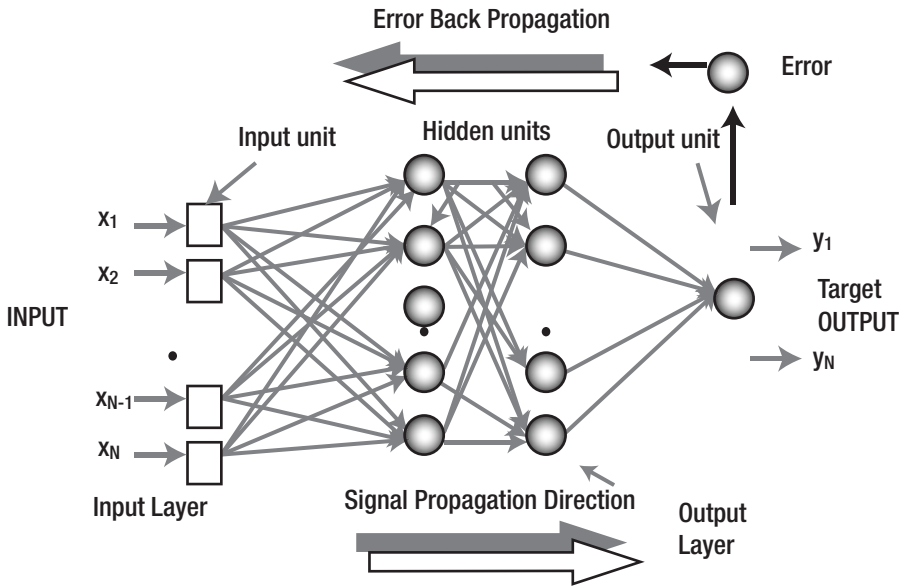 Error Back Propagation
Error
Input unit
Hidden units
Output unit
x1
x2
INPUT
xN-1
xN
y1
Target
OUTPUT
yN
Input Layer
Signal Propagation Direction
Output
Layer